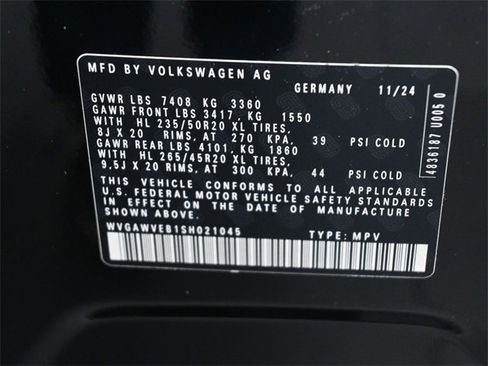 MFD BY VOLKSWAGEN AG
GERMANY 11/24
GVWR LBS 7408 KG 3360
GAWR FRONT LBS 3417 KG 1550
WITH HL 235/50R20 XL TIRES,
8J X 20 RIMS, AT 270 KPA, 39 PSI COLD
GAWR REAR LBS 4101 KG 1860
WITH HL 265/45R20 XL TIRES,
9,5J X 20 RIMS, AT 300 KPA, 44 PSI COLD
THIS VEHICLE CONFORMS TO ALL APPLICABLE
U.S. FEDERAL MOTOR VEHICLE SAFETY STANDARDS
IN EFFECT ON THE DATE OF MANUFACTURE
SHOWN ABOVE
WVGAWVEB1SH021045 TYPE: MPV
4836187 U005 0